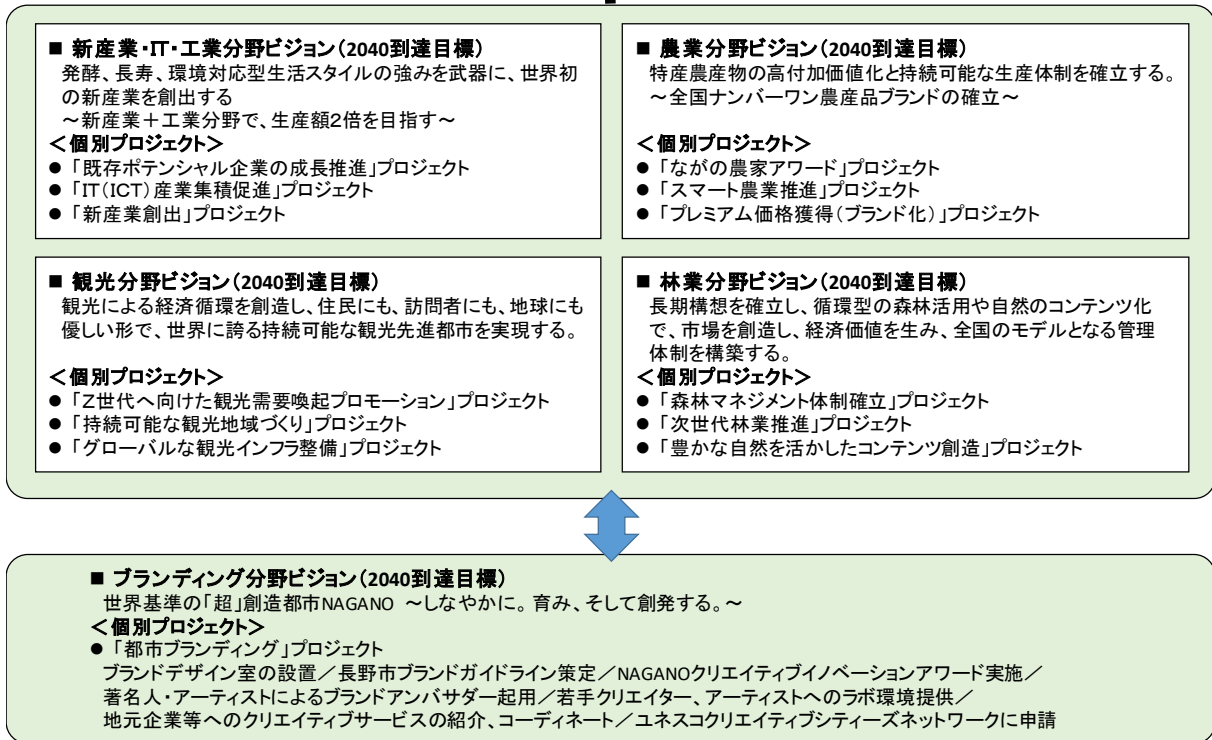 ■ 新産業・IT・工業分野ビジョン（2040到達目標）
発酵、長寿、環境対応型生活スタイルの強みを武器に、世界初
の新産業を創出する
～新産業＋工業分野で、生産額２倍を目指す～
＜個別プロジェクト＞
● 「既存ポテンシャル企業の成長推進」プロジェクト
● 「IT（ICT）産業集積促進」プロジェクト
● 「新産業創出」プロジェクト
■ 農業分野ビジョン（2040到達目標）
特産農産物の高付加価値化と持続可能な生産体制を確立する。
～全国ナンバーワン農産品ブランドの確立～
＜個別プロジェクト＞
● 「ながの農家アワード」プロジェクト
● 「スマート農業推進」プロジェクト
● 「プレミアム価格獲得（ブランド化）」プロジェクト
■ 観光分野ビジョン（2040到達目標）
観光による経済循環を創造し、住民にも、訪問者にも、地球にも
優しい形で、世界に誇る持続可能な観光先進都市を実現する。
＜個別プロジェクト＞
● 「Z世代へ向けた観光需要喚起プロモーション」プロジェクト
● 「持続可能な観光地域づくり」プロジェクト
● 「グローバルな観光インフラ整備」プロジェクト
■ 林業分野ビジョン（2040到達目標）
長期構想を確立し、循環型の森林活用や自然のコンテンツ化
で、市場を創造し、経済価値を生み、全国のモデルとなる管理
体制を構築する。
＜個別プロジェクト＞
● 「森林マネジメント体制確立」プロジェクト
● 「次世代林業推進」プロジェクト
● 「豊かな自然を活かしたコンテンツ創造」プロジェクト
■ ブランディング分野ビジョン（2040到達目標）
世界基準の「超」創造都市NAGANO ～しなやかに。育み、そして創発する。～
＜個別プロジェクト＞
● 「都市ブランディング」プロジェクト
ブランドデザイン室の設置／長野市ブランドガイドライン策定／NAGANOクリエイティブイノベーションアワード実施／
著名人・アーティストによるブランドアンバサダー起用／若手クリエイター、アーティストへのラボ環境提供／
地元企業等へのクリエイティブサービスの紹介、コーディネート／ユネスコクリエイティブシティーズネットワークに申請